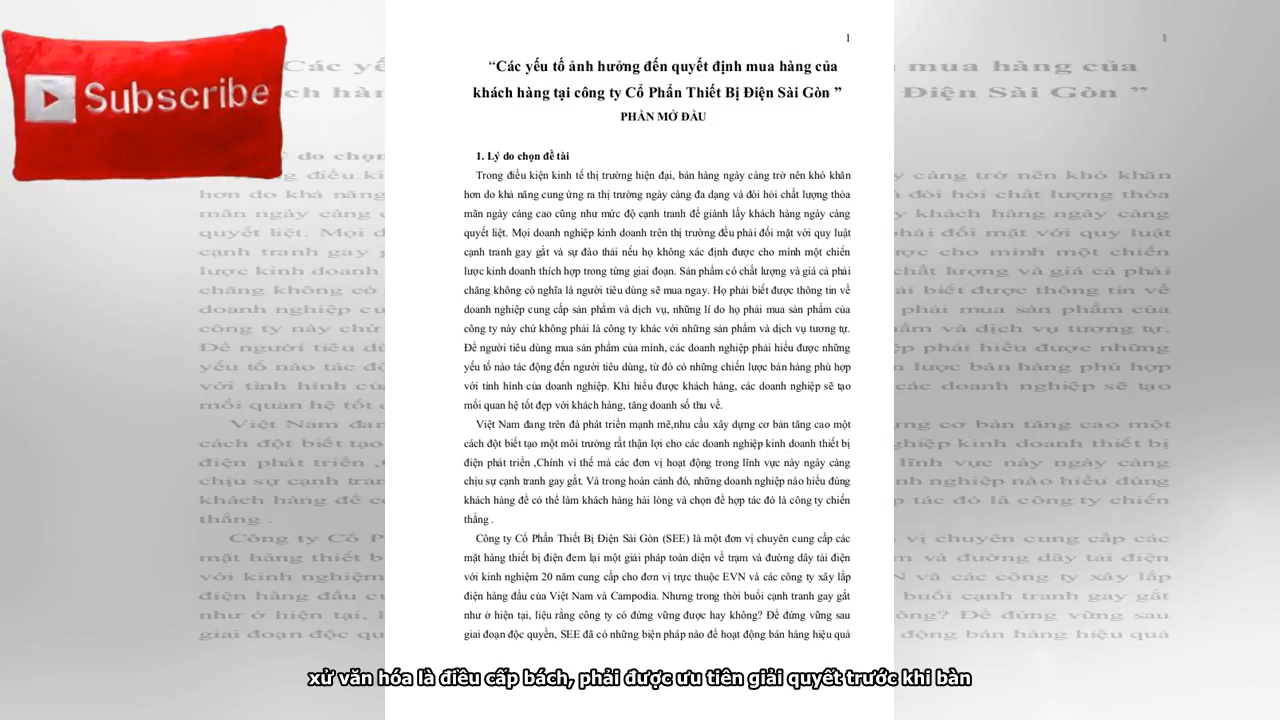 Subscribe
1
“Các yếu tố ảnh hưởng đến quyết định mua hàng của
khách hàng tại công ty Cổ Phần Thiết Bị Điện Sài Gòn ”
PHẦN MỞ ĐẦU
1. Lý do chọn đề tài
Trong điều kiện kinh tế thị trường hiện đại, bán hàng ngày càng trở nên khó khăn
hơn do khả năng cung ứng ra thị trường ngày càng đa dạng và đòi hỏi chất lượng thỏa
mãn ngày càng cao cũng như mức độ cạnh tranh để giành lấy khách hàng ngày càng
quyết liệt. Mọi doanh nghiệp kinh doanh trên thị trường đều phải đối mặt với quy luật
cạnh tranh gay gắt và sự đào thải nếu họ không xác định được cho mình một chiến
lược kinh doanh thích hợp trong từng giai đoạn. Sản phẩm có chất lượng và giá cả phải
chăng không có nghĩa là người tiêu dùng sẽ mua ngay. Họ phải biết được thông tin về
doanh nghiệp cung cấp sản phẩm và dịch vụ, những lí do họ phải mua sản phẩm của
công ty này chứ không phải là công ty khác với những sản phẩm và dịch vụ tương tự.
Để người tiêu dùng mua sản phẩm của mình, các doanh nghiệp phải hiểu được những
yếu tố nào tác động đến người tiêu dùng, từ đó có những chiến lược bán hàng phù hợp
với tình hình của doanh nghiệp. Khi hiểu được khách hàng, các doanh nghiệp sẽ tạo
mối quan hệ tốt đẹp với khách hàng, tăng doanh số thu về.
Việt Nam đang trên đà phát triển mạnh mẽ,nhu cầu xây dựng cơ bản tăng cao một
cách đột biết tạo một môi trường rất thận lợi cho các doanh nghiệp kinh doanh thiết bị
điện phát triển ,Chính vì thế mà các đơn vị hoạt động trong lĩnh vực này ngày càng
chịu sự cạnh tranh gay gắt. Và trong hoàn cảnh đó, những doanh nghiệp nào hiểu đúng
khách hàng để có thể làm khách hàng hài lòng và chọn để hợp tác đó là công ty chiến
thắng .
Công ty Cổ Phần Thiết Bị Điện Sài Gòn (SEE) là một đơn vị chuyên cung cấp các
mặt hàng thiết bị điện đem lại một giải pháp toàn diện về trạm và đường dây tải điện
với kinh nghiệm 20 năm cung cấp cho đơn vị trực thuộc EVN và các công ty xây lắp
điện hàng đầu của Việt Nam và Campodia. Nhưng trong thời buổi cạnh tranh gay gắt
như ở hiện tại, liệu rằng công ty có đứng vững được hay không? Để đứng vững sau
giai đoạn độc quyền, SEE đã có những biện pháp nào để hoạt động bán hàng hiệu quả
xử văn hóa là điều cấp bách, phải được ưu tiên giải quyết trước khi bàn